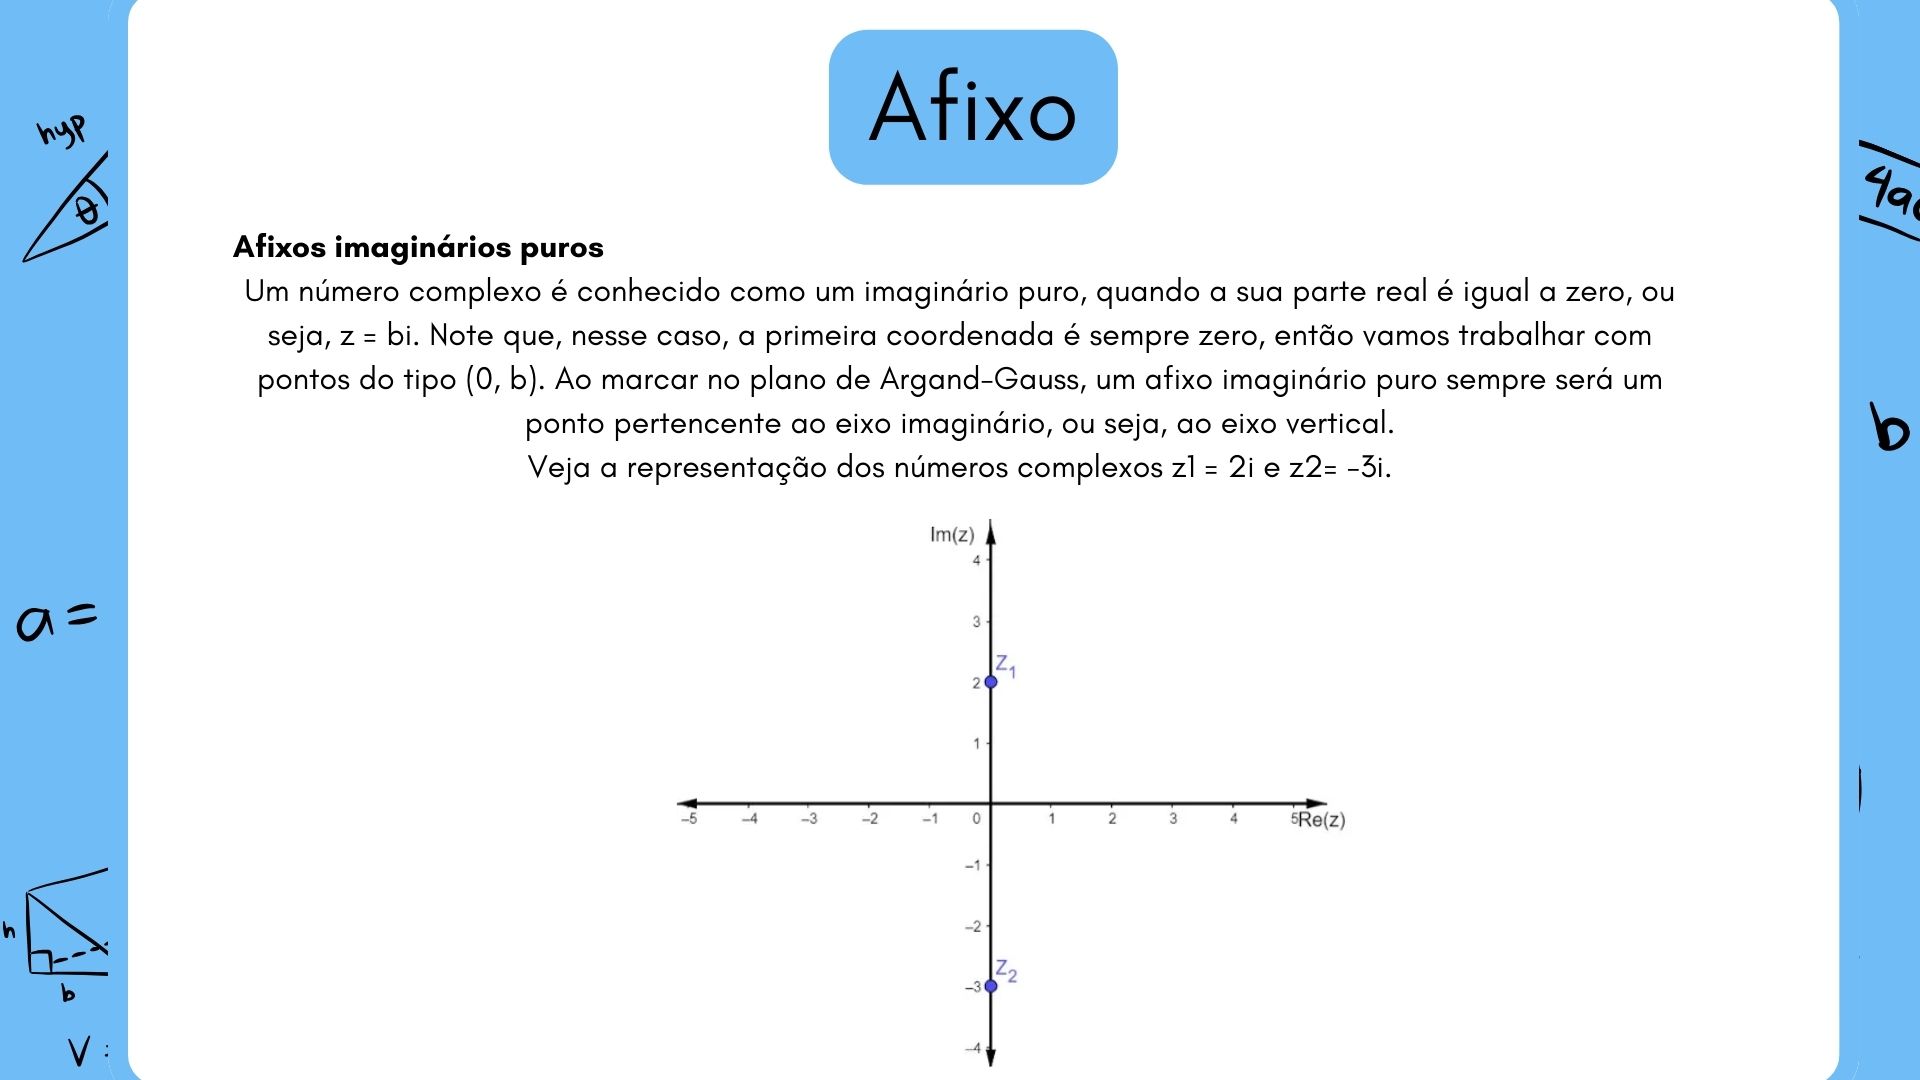 Afixo
hyp
θ
4ac
Afixos imaginários puros
Um número complexo é conhecido como um imaginário puro, quando a sua parte real é igual a zero, ou
seja, z = bi. Note que, nesse caso, a primeira coordenada é sempre zero, então vamos trabalhar com
pontos do tipo (0, b). Ao marcar no plano de Argand-Gauss, um afixo imaginário puro sempre será um
ponto pertencente ao eixo imaginário, ou seja, ao eixo vertical.
Veja a representação dos números complexos z1 = 2i e z2= -3i.
b
a =
Im(z)
4
3
Z1
2
1
–5 –4 –3 –2 –1 0 1 2 3 4 5 Re(z)
–1
–2
Z2
–3
–4
h
b
V